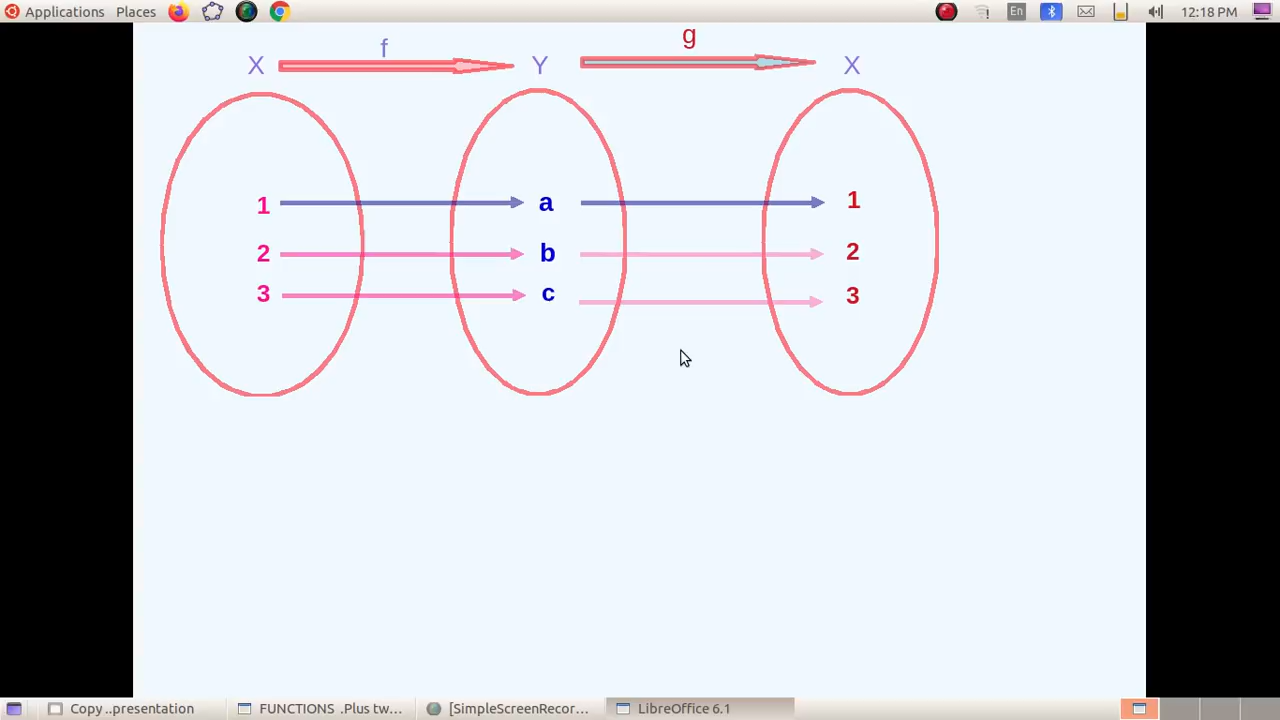 Applications Places En 12:18 PM
f g
X Y X
1 a 1
2 b 2
3 c 3
Copy ..presentation FUNCTIONS .Plus tw... [SimpleScreenRecor... LibreOffice 6.1